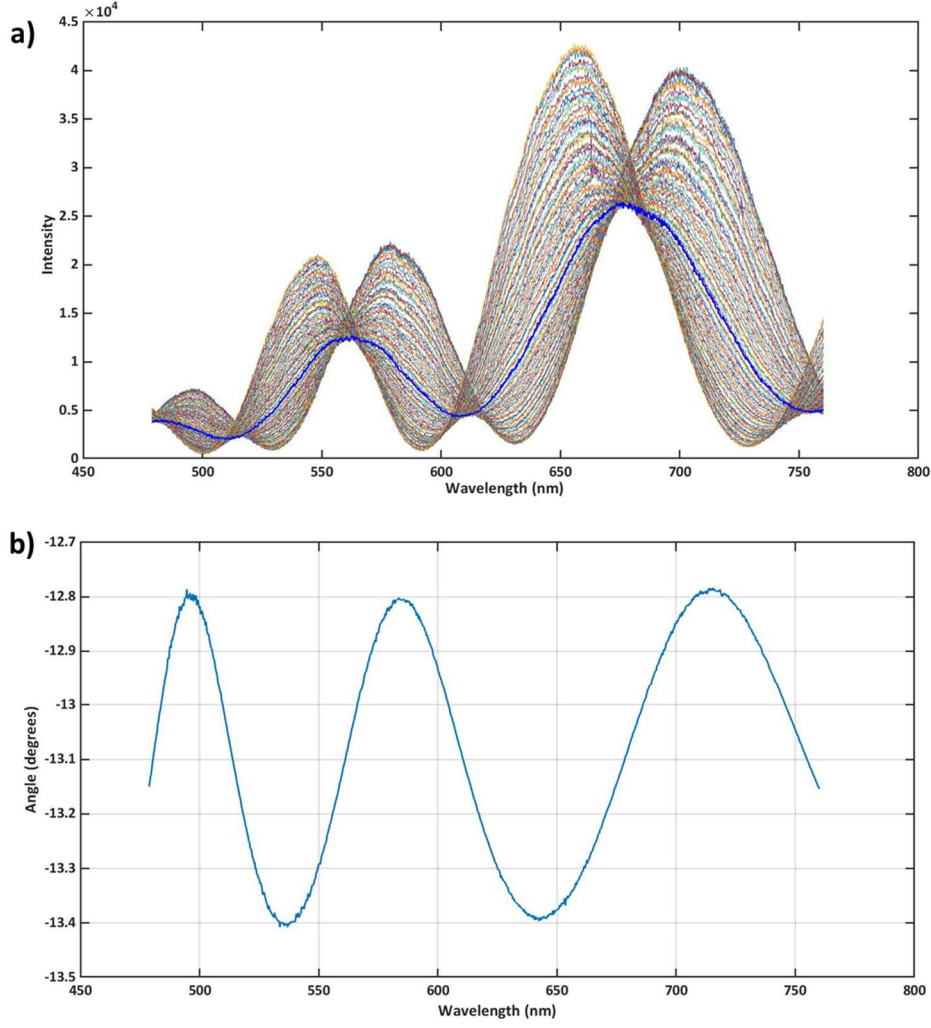 a)
×10⁴
4.5
4
3.5
3
2.5
2
1.5
1
0.5
0
Intensity
450 500 550 600 650 700 750 800
Wavelength (nm)
b)
-12.7
-12.8
-12.9
-13
-13.1
-13.2
-13.3
-13.4
-13.5
Angle (degrees)
450 500 550 600 650 700 750 800
Wavelength (nm)